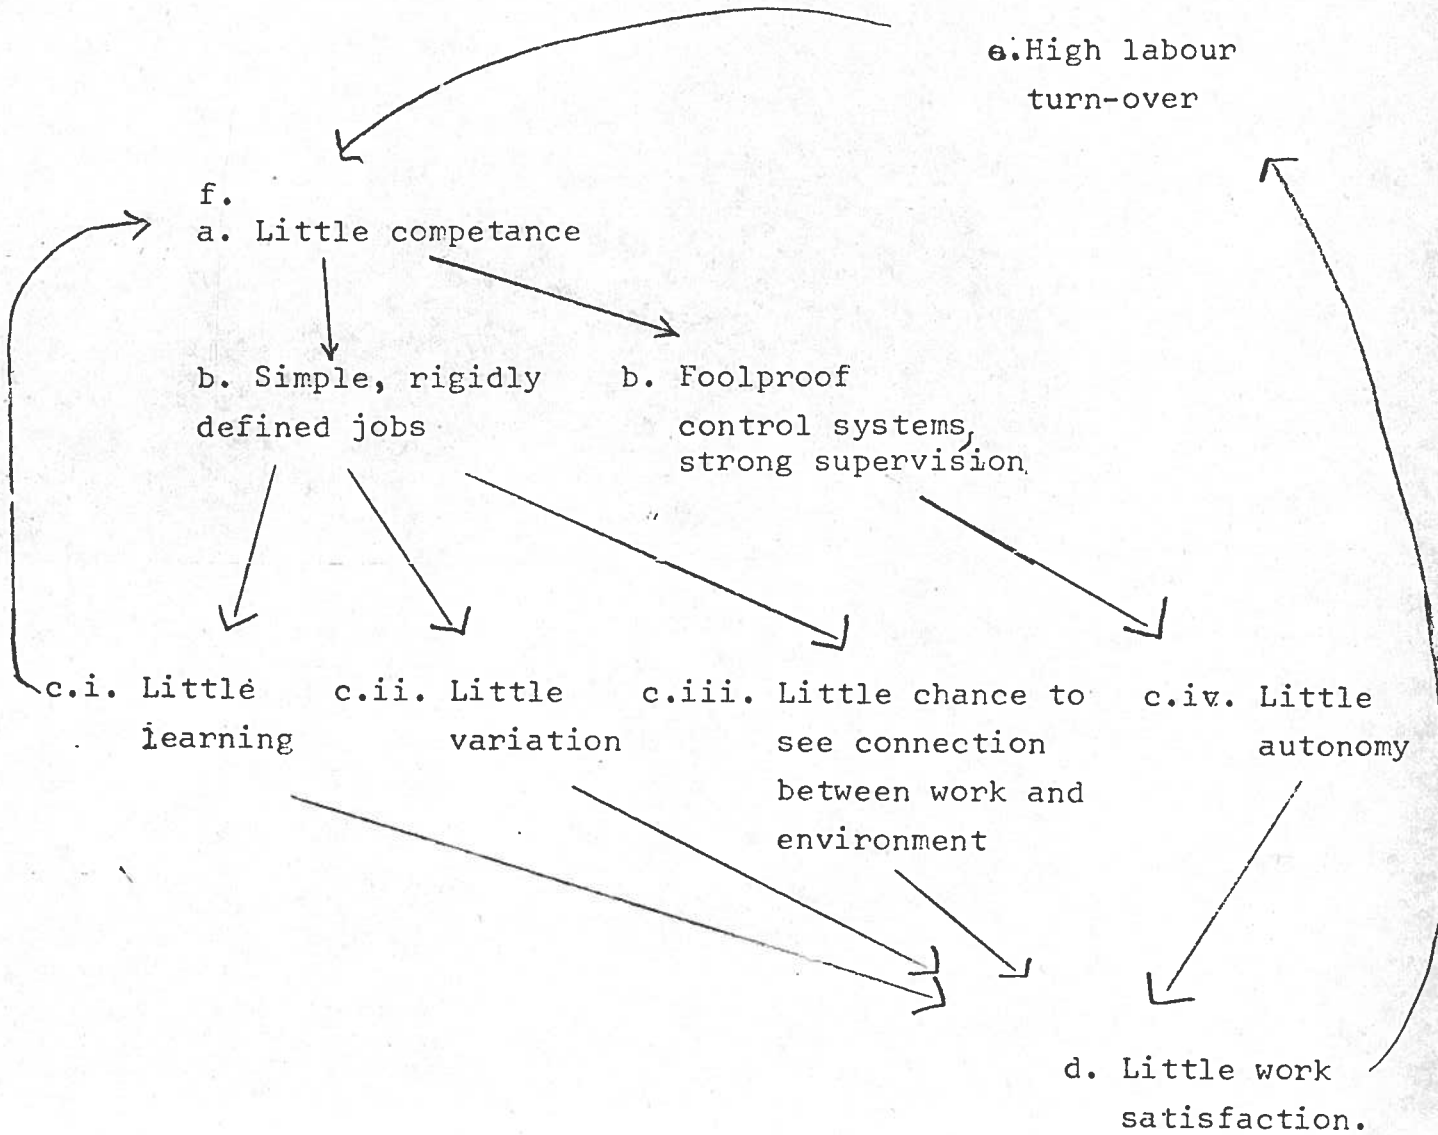 e.High labour
turn-over
f.
a. Little competance
b. Simple, rigidly
defined jobs
b. Foolproof
control systems,
strong supervision.
c.i. Little
learning
c.ii. Little
variation
c.iii. Little chance to
see connection
between work and
environment
c.iv. Little
autonomy
d. Little work
satisfaction.